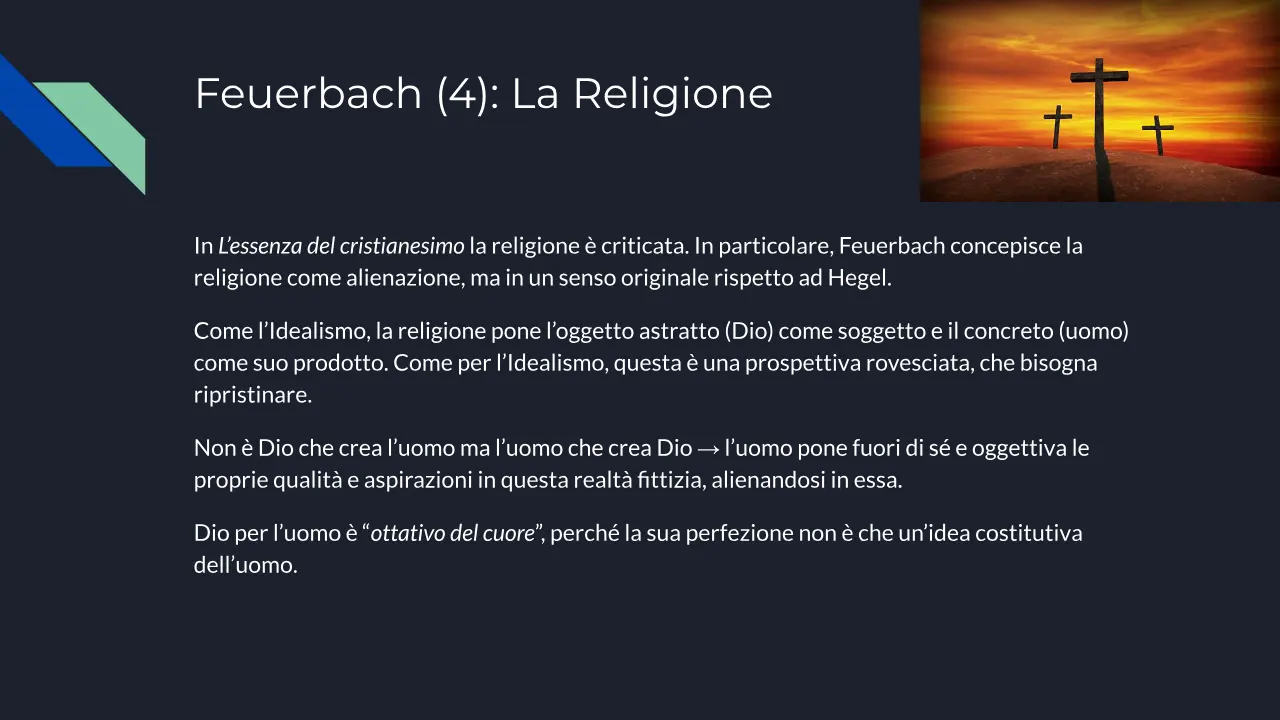 Feuerbach (4): La Religione
In L’essenza del cristianesimo la religione è criticata. In particolare, Feuerbach concepisce la
religione come alienazione, ma in un senso originale rispetto ad Hegel.
Come l’Idealismo, la religione pone l’oggetto astratto (Dio) come soggetto e il concreto (uomo)
come suo prodotto. Come per l’Idealismo, questa è una prospettiva rovesciata, che bisogna
ripristinare.
Non è Dio che crea l’uomo ma l’uomo che crea Dio → l’uomo pone fuori di sé e oggettiva le
proprie qualità e aspirazioni in questa realtà fittizia, alienandosi in essa.
Dio per l’uomo è “ottativo del cuore”, perché la sua perfezione non è che un’idea costitutiva
dell’uomo.